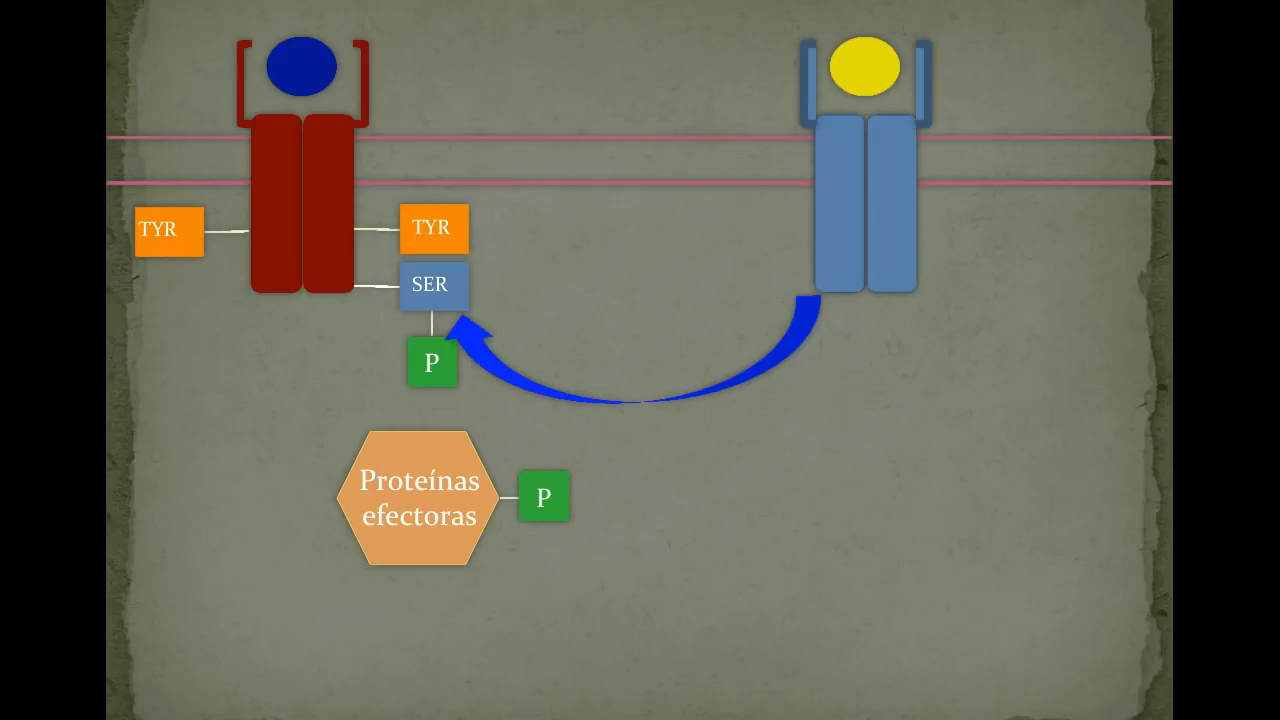 TYR
TYR
SER
P
Proteínas
efectoras
P